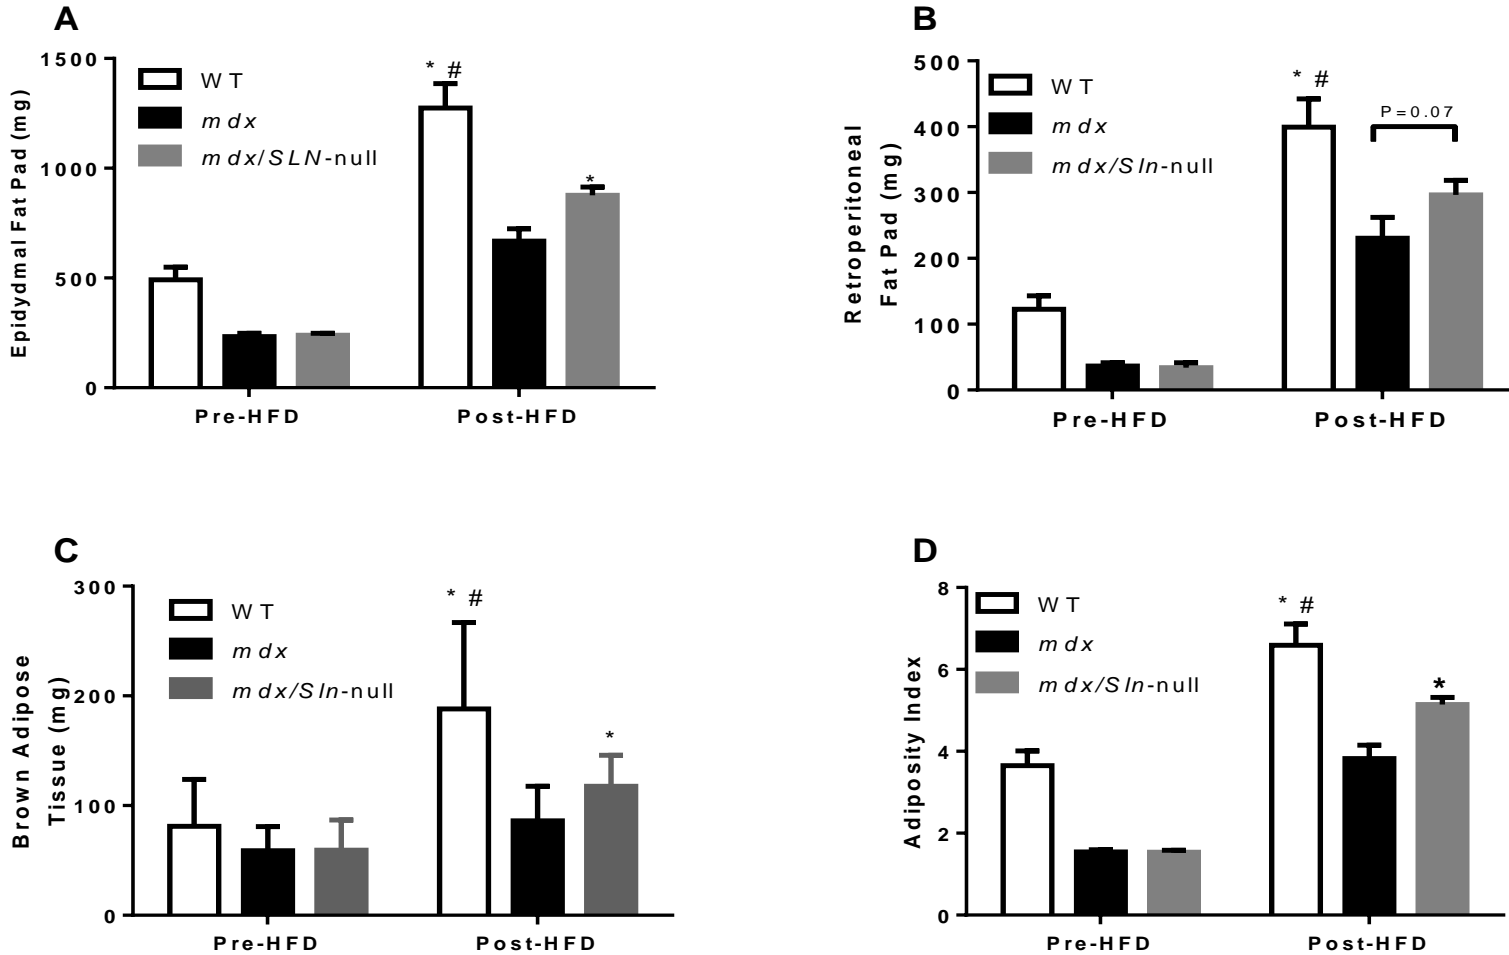 A
Epidydmal Fat Pad (mg)
1500
1000
500
0
WT
mdx
mdx/SLN-null
* #
*
Pre-HFD
Post-HFD
B
Retroperitoneal
Fat Pad (mg)
500
400
300
200
100
0
WT
mdx
mdx/Sln-null
* #
P=0.07
Pre-HFD
Post-HFD
C
Brown Adipose
Tissue (mg)
300
200
100
0
WT
mdx
mdx/Sln-null
* #
*
Pre-HFD
Post-HFD
D
Adiposity Index
8
6
4
2
0
WT
mdx
mdx/Sln-null
* #
*
Pre-HFD
Post-HFD